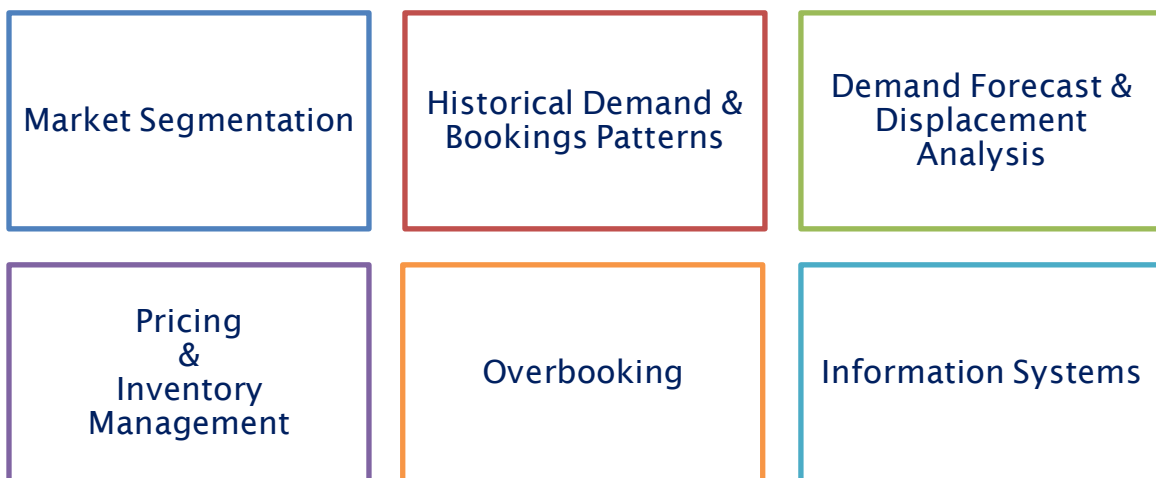 Market Segmentation
Historical Demand &
Bookings Patterns
Demand Forecast &
Displacement
Analysis
Pricing
&
Inventory
Management
Overbooking
Information Systems